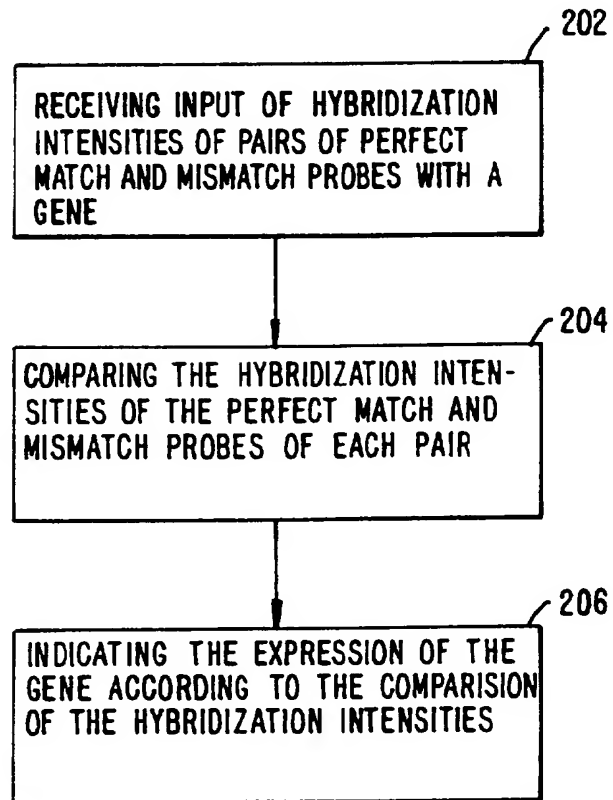 202
RECEIVING INPUT OF HYBRIDIZATION
INTENSITIES OF PAIRS OF PERFECT
MATCH AND MISMATCH PROBES WITH A
GENE
204
COMPARING THE HYBRIDIZATION INTEN-
SITIES OF THE PERFECT MATCH AND
MISMATCH PROBES OF EACH PAIR
206
INDICATING THE EXPRESSION OF THE
GENE ACCORDING TO THE COMPARISION
OF THE HYBRIDIZATION INTENSITIES